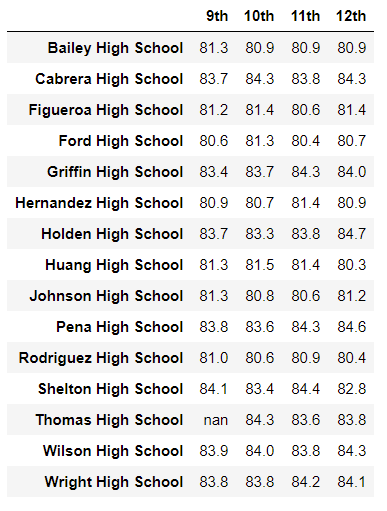 9th 10th 11th 12th
Bailey High School 81.3 80.9 80.9 80.9
Cabrera High School 83.7 84.3 83.8 84.3
Figueroa High School 81.2 81.4 80.6 81.4
Ford High School 80.6 81.3 80.4 80.7
Griffin High School 83.4 83.7 84.3 84.0
Hernandez High School 80.9 80.7 81.4 80.9
Holden High School 83.7 83.3 83.8 84.7
Huang High School 81.3 81.5 81.4 80.3
Johnson High School 81.3 80.8 80.6 81.2
Pena High School 83.8 83.6 84.3 84.6
Rodriguez High School 81.0 80.6 80.9 80.4
Shelton High School 84.1 83.4 84.4 82.8
Thomas High School nan 84.3 83.6 83.8
Wilson High School 83.9 84.0 83.8 84.3
Wright High School 83.8 83.8 84.2 84.1